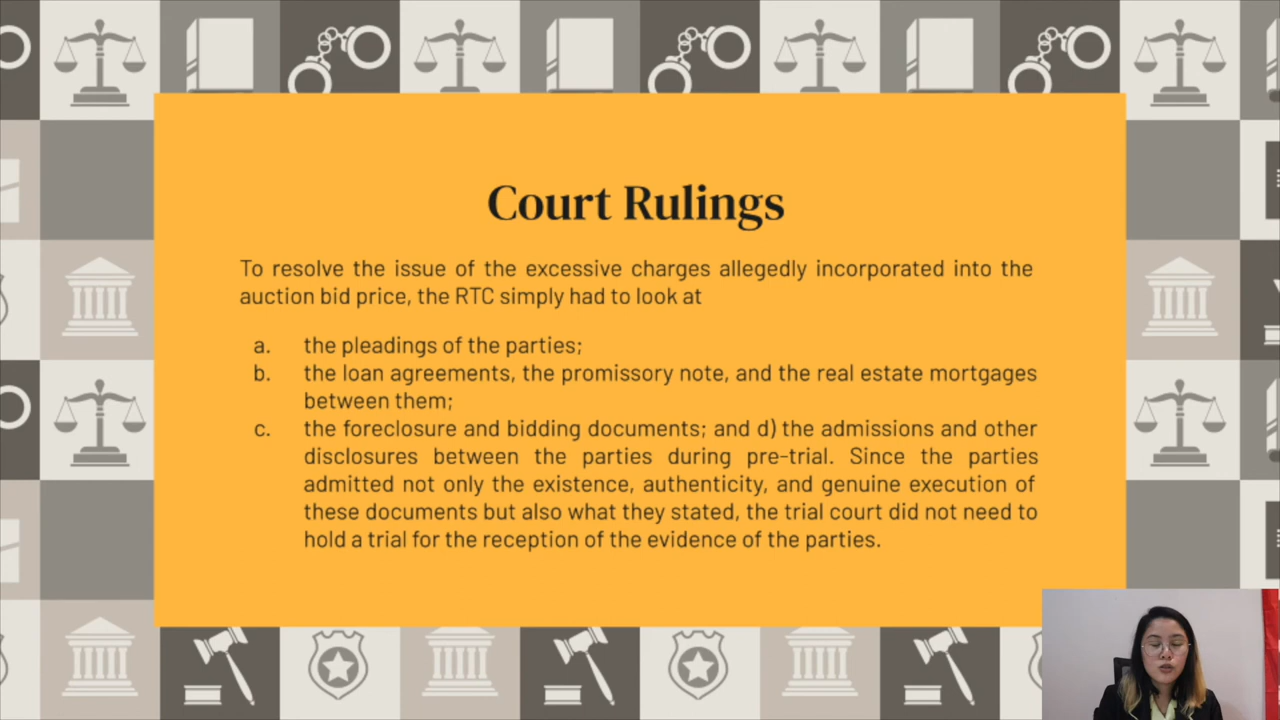 Court Rulings
To resolve the issue of the excessive charges allegedly incorporated into the
auction bid price, the RTC simply had to look at
a. the pleadings of the parties;
b. the loan agreements, the promissory note, and the real estate mortgages
between them;
c. the foreclosure and bidding documents; and d) the admissions and other
disclosures between the parties during pre-trial. Since the parties
admitted not only the existence, authenticity, and genuine execution of
these documents but also what they stated, the trial court did not need to
hold a trial for the reception of the evidence of the parties.